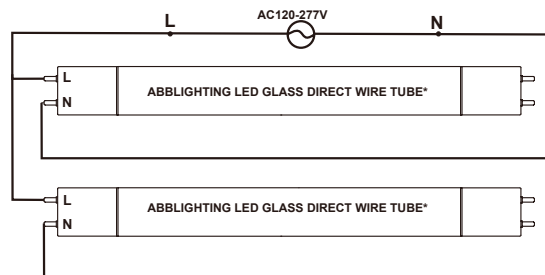 AC120-277V
L N
L
ABBLIGHTING LED GLASS DIRECT WIRE TUBE*
N
L
ABBLIGHTING LED GLASS DIRECT WIRE TUBE*
N